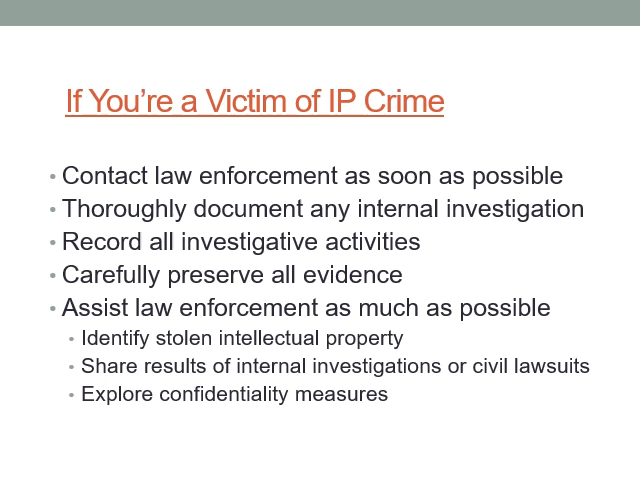 If You’re a Victim of IP Crime
• Contact law enforcement as soon as possible
• Thoroughly document any internal investigation
• Record all investigative activities
• Carefully preserve all evidence
• Assist law enforcement as much as possible
• Identify stolen intellectual property
• Share results of internal investigations or civil lawsuits
• Explore confidentiality measures